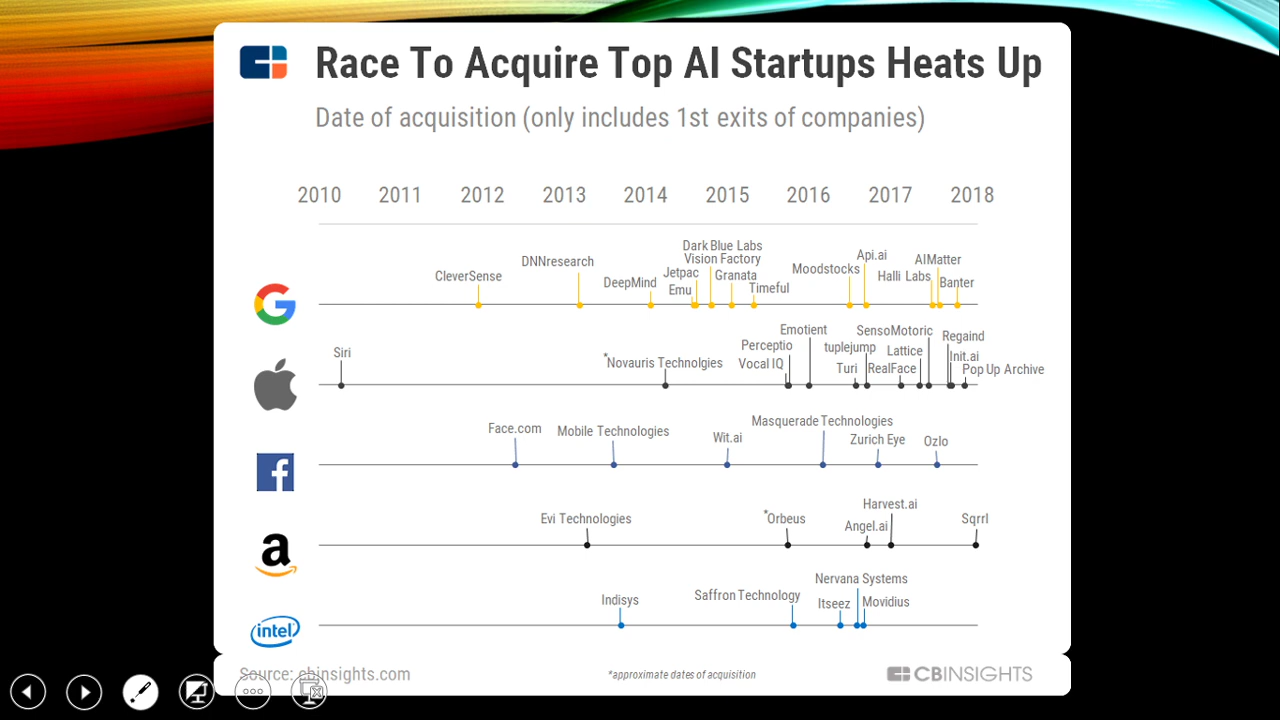 Race To Acquire Top AI Startups Heats Up
Date of acquisition (only includes 1st exits of companies)
2010 2011 2012 2013 2014 2015 2016 2017 2018
CleverSense
DNNresearch
DeepMind
Jetpac
Emu
Dark Blue Labs
Vision Factory
Granata
Timeful
Moodstocks
Api.ai
Halli Labs
AIMatter
Banter
Siri
*Novauris Technolgies
Perceptio
Vocal IQ
Emotient
tuplejump
Turi
RealFace
SensoMotoric
Lattice
Regaind
Init.ai
Pop Up Archive
Face.com
Mobile Technologies
Wit.ai
Masquerade Technologies
Zurich Eye
Ozlo
a
Evi Technologies
*Orbeus
Angel.ai
Harvest.ai
Sqrrl
intel
Indisys
Saffron Technology
Itseez
Nervana Systems
Movidius
Source: cbinsights.com
*approximate dates of acquisition
CBINSIGHTS